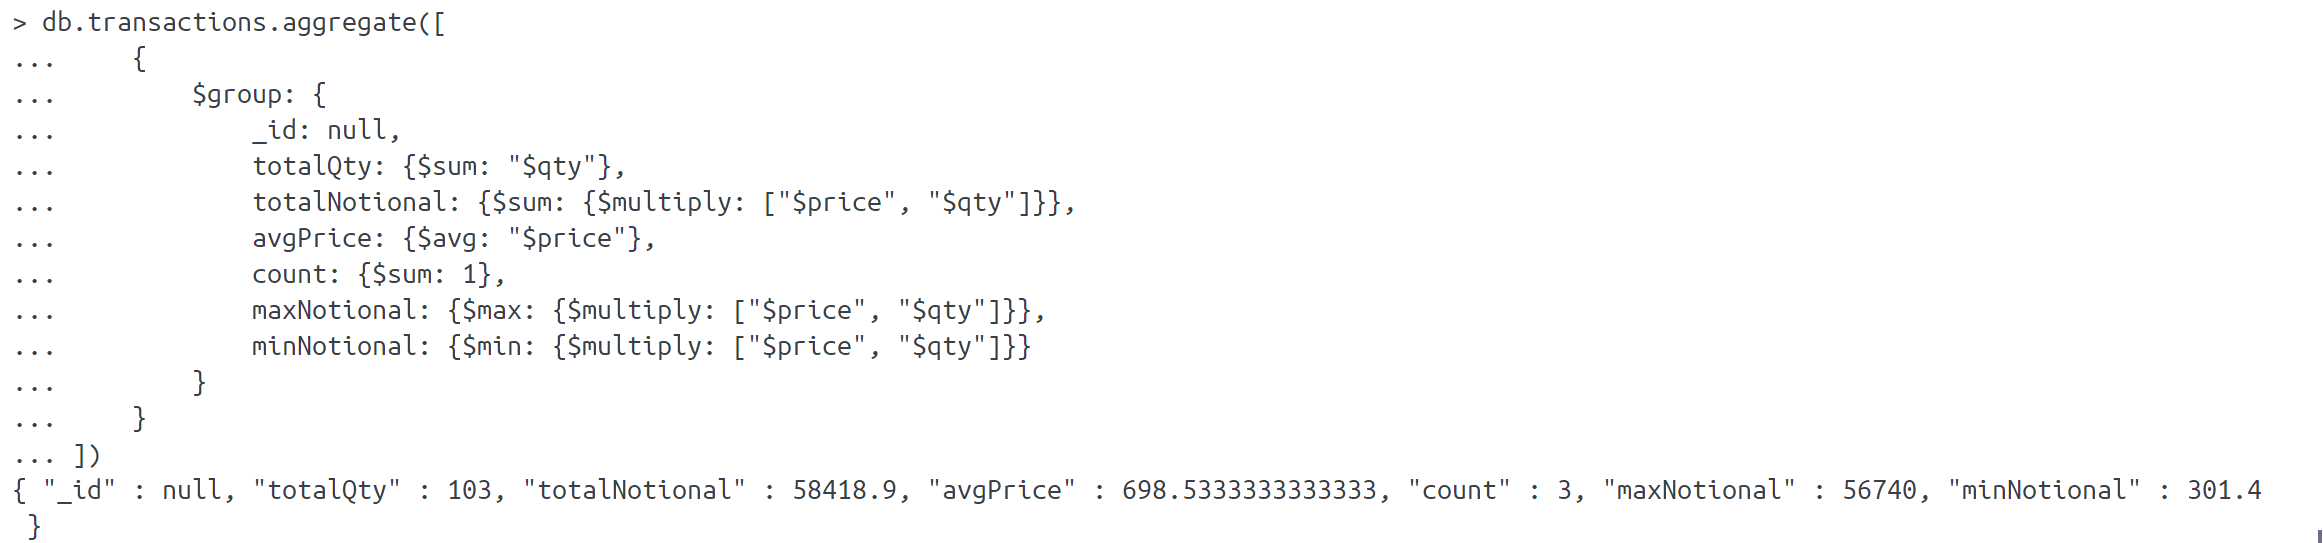 > db.transactions.aggregate([
...     {
...         $group: {
...             _id: null,
...             totalQty: {$sum: "$qty"},
...             totalNotional: {$sum: {$multiply: ["$price", "$qty"]}},
...             avgPrice: {$avg: "$price"},
...             count: {$sum: 1},
...             maxNotional: {$max: {$multiply: ["$price", "$qty"]}},
...             minNotional: {$min: {$multiply: ["$price", "$qty"]}}
...         }
...     }
... ])
{ "_id" : null, "totalQty" : 103, "totalNotional" : 58418.9, "avgPrice" : 698.5333333333333, "count" : 3, "maxNotional" : 56740, "minNotional" : 301.4
 }